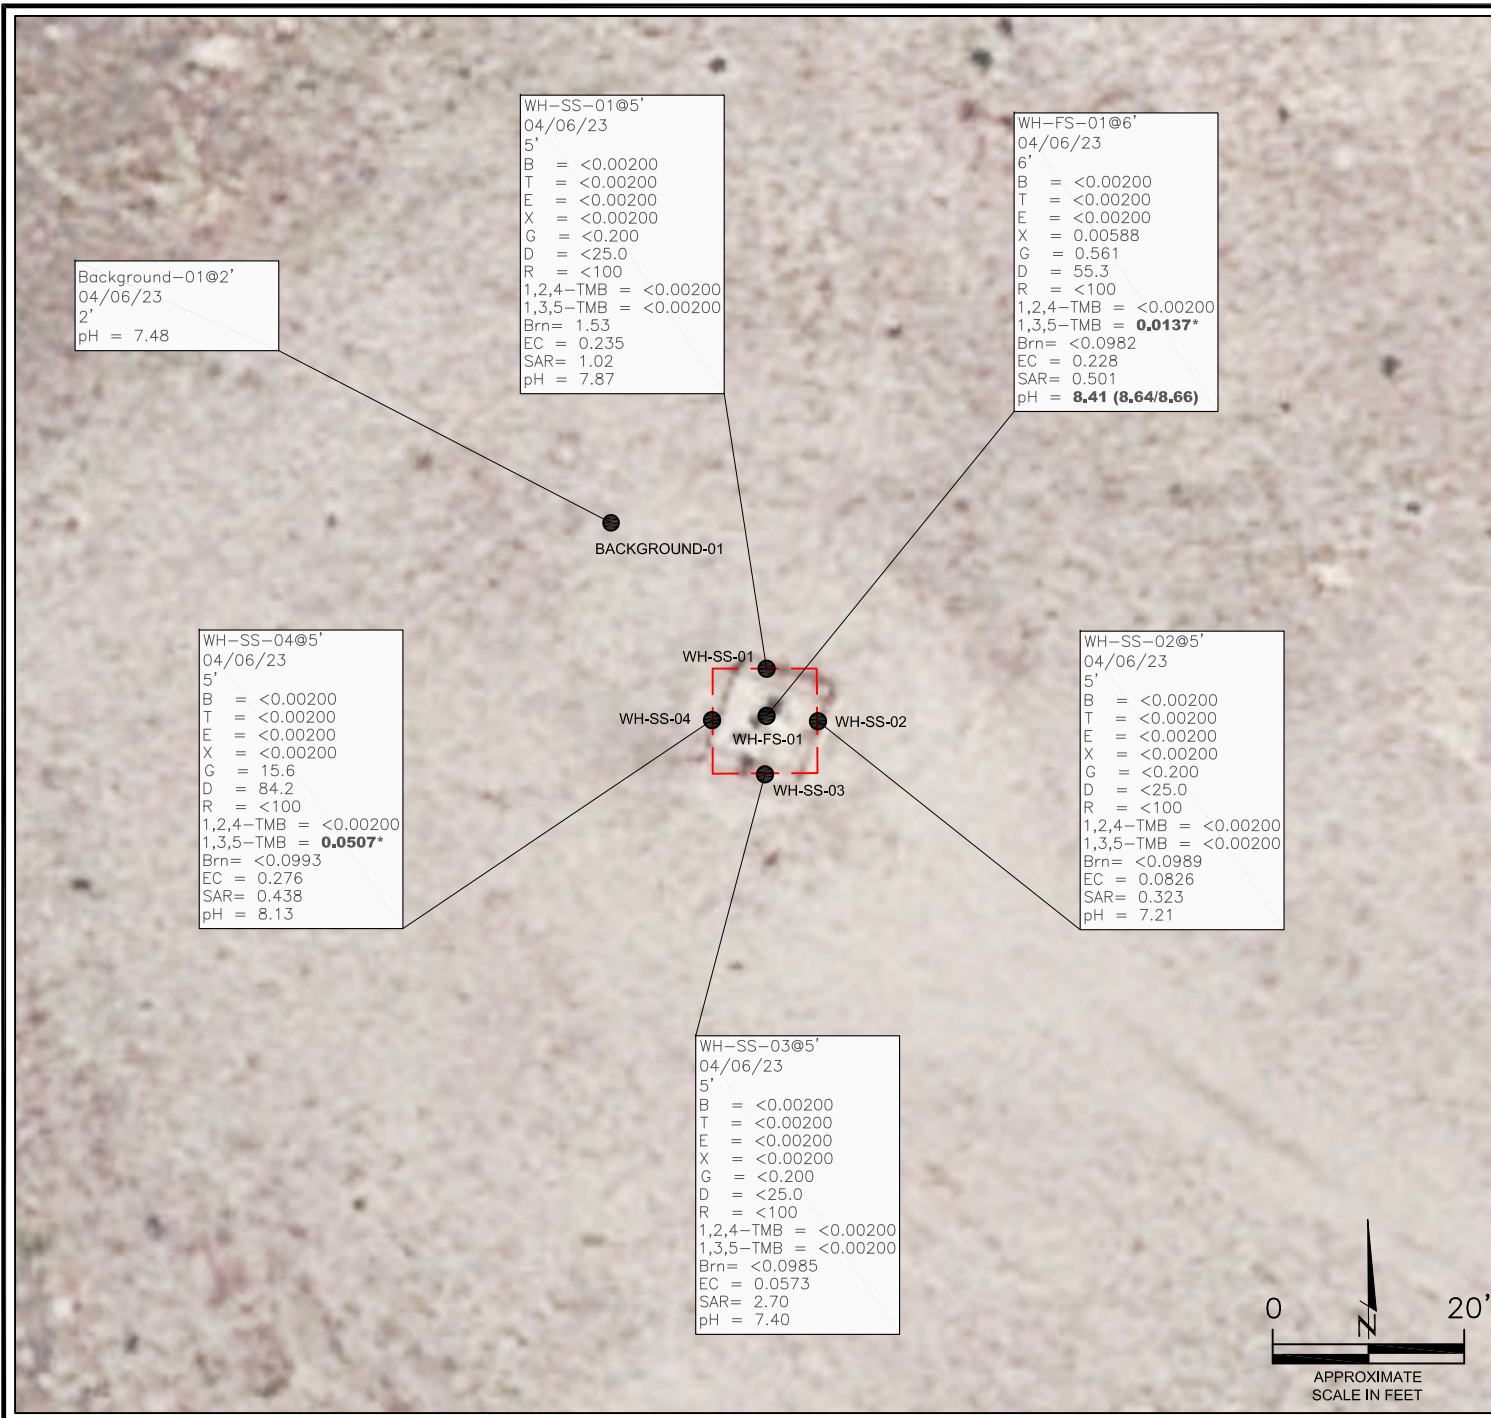 WH-SS-01@5'
04/06/23
5'
B = <0.00200
T = <0.00200
E = <0.00200
X = <0.00200
G = <0.200
D = <25.0
R = <100
1,2,4-TMB = <0.00200
1,3,5-TMB = <0.00200
Brn= 1.53
EC = 0.235
SAR= 1.02
pH = 7.87
WH-FS-01@6'
04/06/23
6'
B = <0.00200
T = <0.00200
E = <0.00200
X = 0.00588
G = 0.561
D = 55.3
R = <100
1,2,4-TMB = <0.00200
1,3,5-TMB = 0.0137*
Brn= <0.0982
EC = 0.228
SAR= 0.501
pH = 8.41 (8.64/8.66)
Background-01@2'
04/06/23
2'
pH = 7.48
BACKGROUND-01
WH-SS-01
WH-SS-04
WH-SS-02
WH-FS-01
WH-SS-03
WH-SS-04@5'
04/06/23
5'
B = <0.00200
T = <0.00200
E = <0.00200
X = <0.00200
G = 15.6
D = 84.2
R = <100
1,2,4-TMB = <0.00200
1,3,5-TMB = 0.0507*
Brn= <0.0993
EC = 0.276
SAR= 0.438
pH = 8.13
WH-SS-02@5'
04/06/23
5'
B = <0.00200
T = <0.00200
E = <0.00200
X = <0.00200
G = <0.200
D = <25.0
R = <100
1,2,4-TMB = <0.00200
1,3,5-TMB = <0.00200
Brn= <0.0989
EC = 0.0826
SAR= 0.323
pH = 7.21
WH-SS-03@5'
04/06/23
5'
B = <0.00200
T = <0.00200
E = <0.00200
X = <0.00200
G = <0.200
D = <25.0
R = <100
1,2,4-TMB = <0.00200
1,3,5-TMB = <0.00200
Brn= <0.0985
EC = 0.0573
SAR= 2.70
pH = 7.40
N
0 20'
APPROXIMATE
SCALE IN FEET